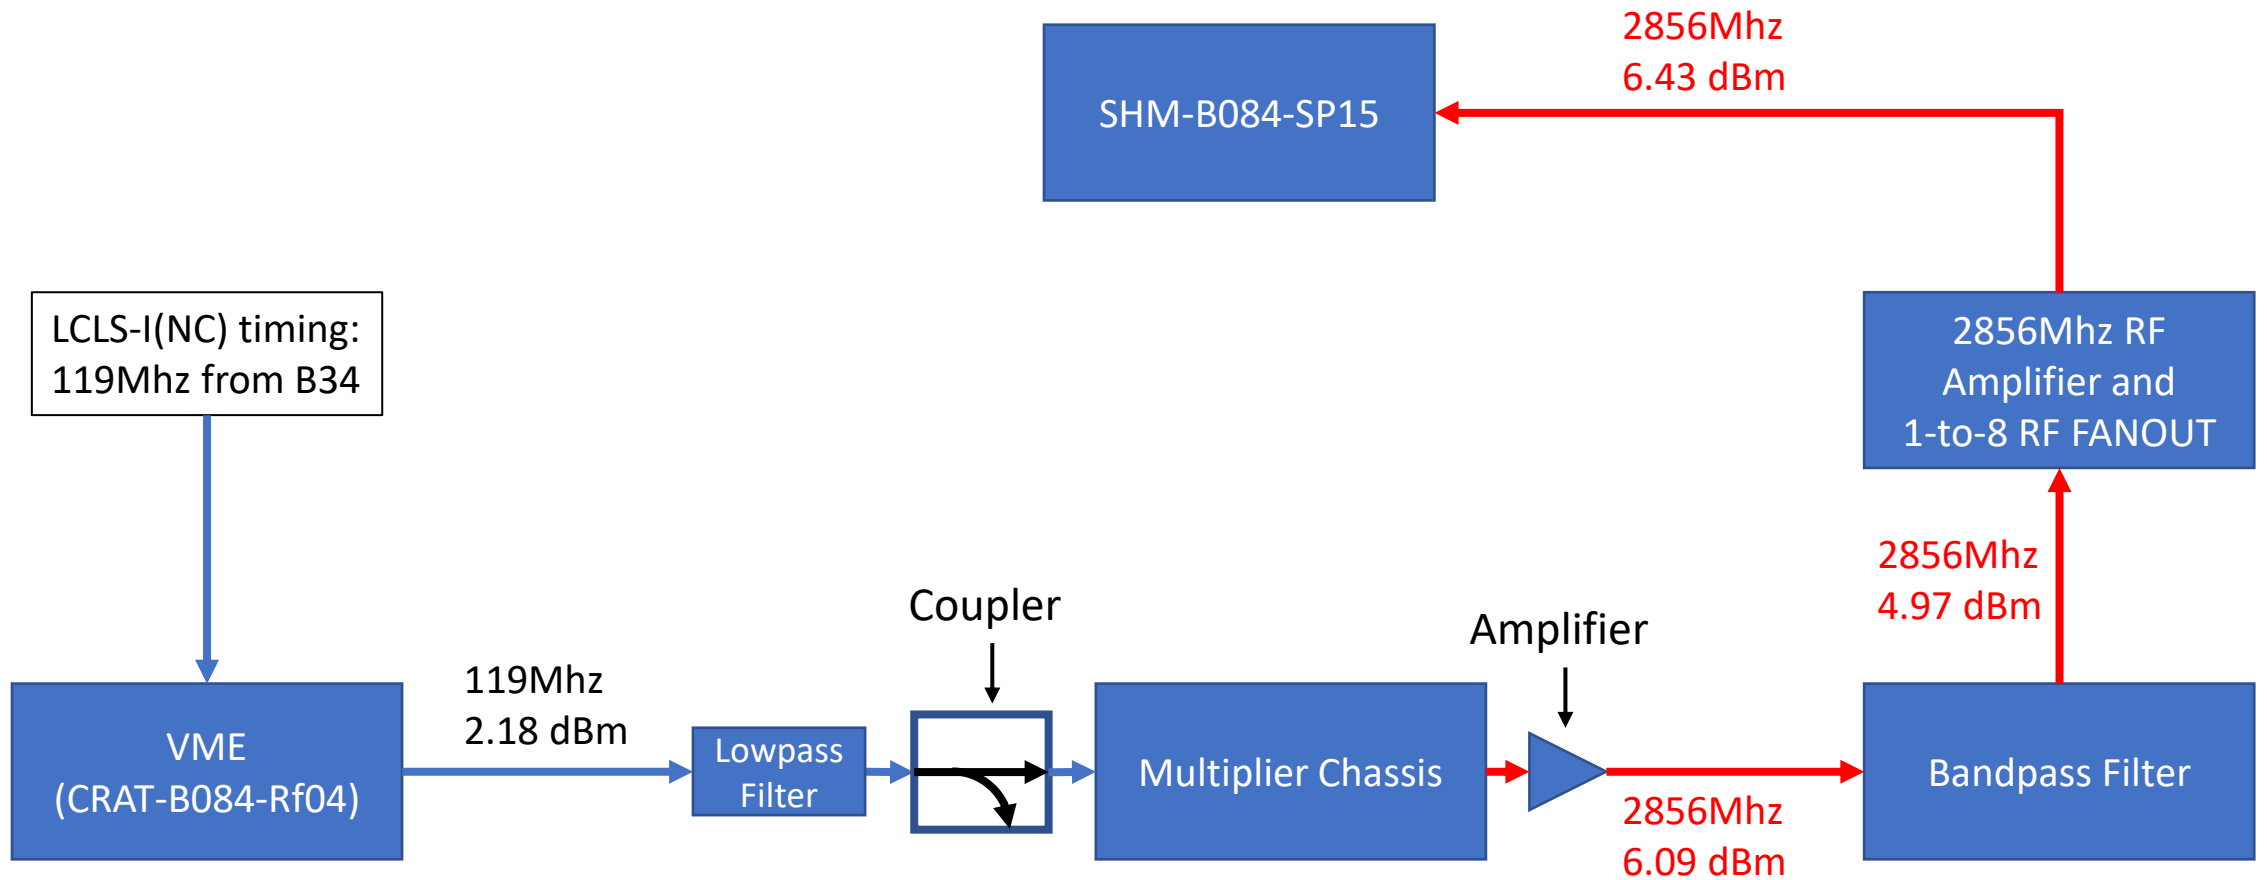 2856Mhz
6.43 dBm
SHM-B084-SP15
LCLS-I(NC) timing:
119Mhz from B34
2856Mhz RF
Amplifier and
1-to-8 RF FANOUT
2856Mhz
4.97 dBm
Coupler
Amplifier
119Mhz
2.18 dBm
VME
(CRAT-B084-Rf04)
Lowpass
Filter
Multiplier Chassis
Bandpass Filter
2856Mhz
6.09 dBm